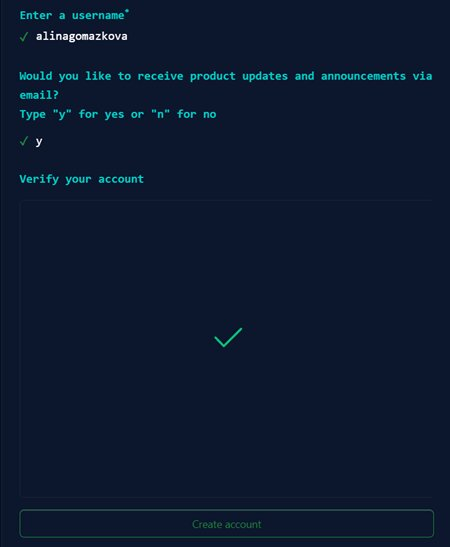 Enter a username*
✓ alinagomazkova
Would you like to receive product updates and announcements via
email?
Type "y" for yes or "n" for no
✓ y
Verify your account
Create account